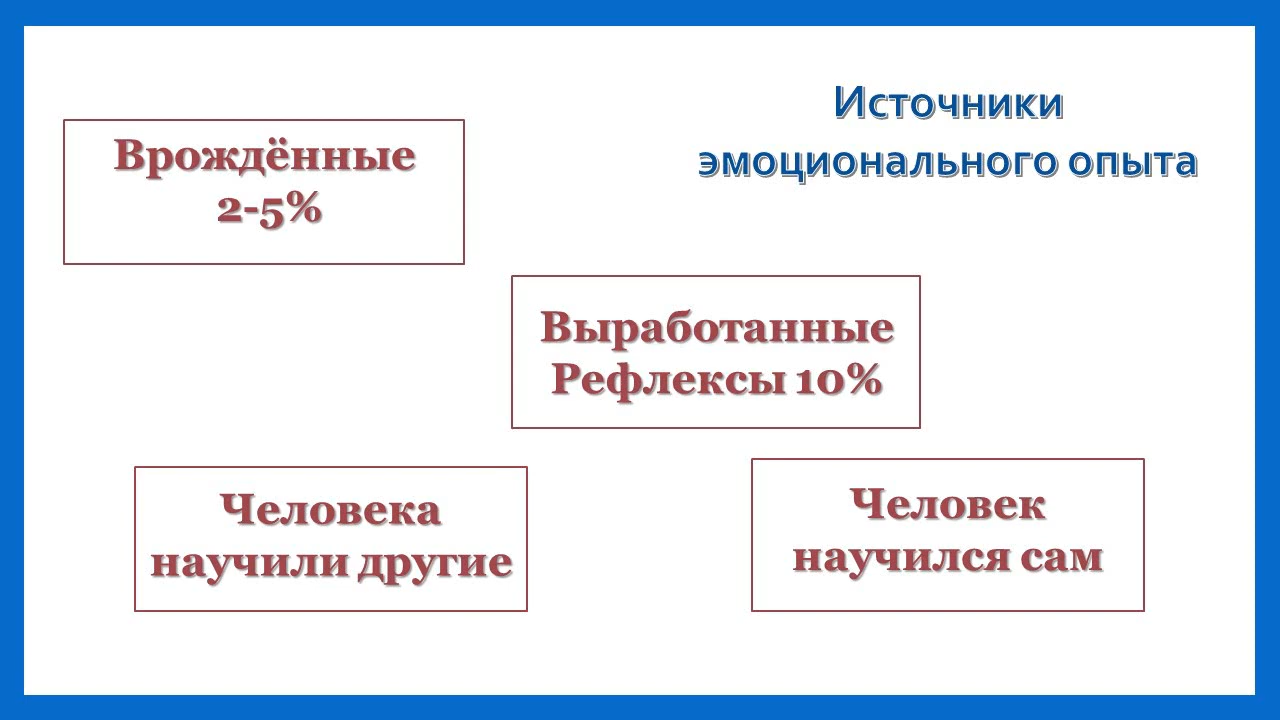 Источники
эмоционального опыта
Врождённые
2-5%
Выработанные
Рефлексы 10%
Человека
научили другие
Человек
научился сам